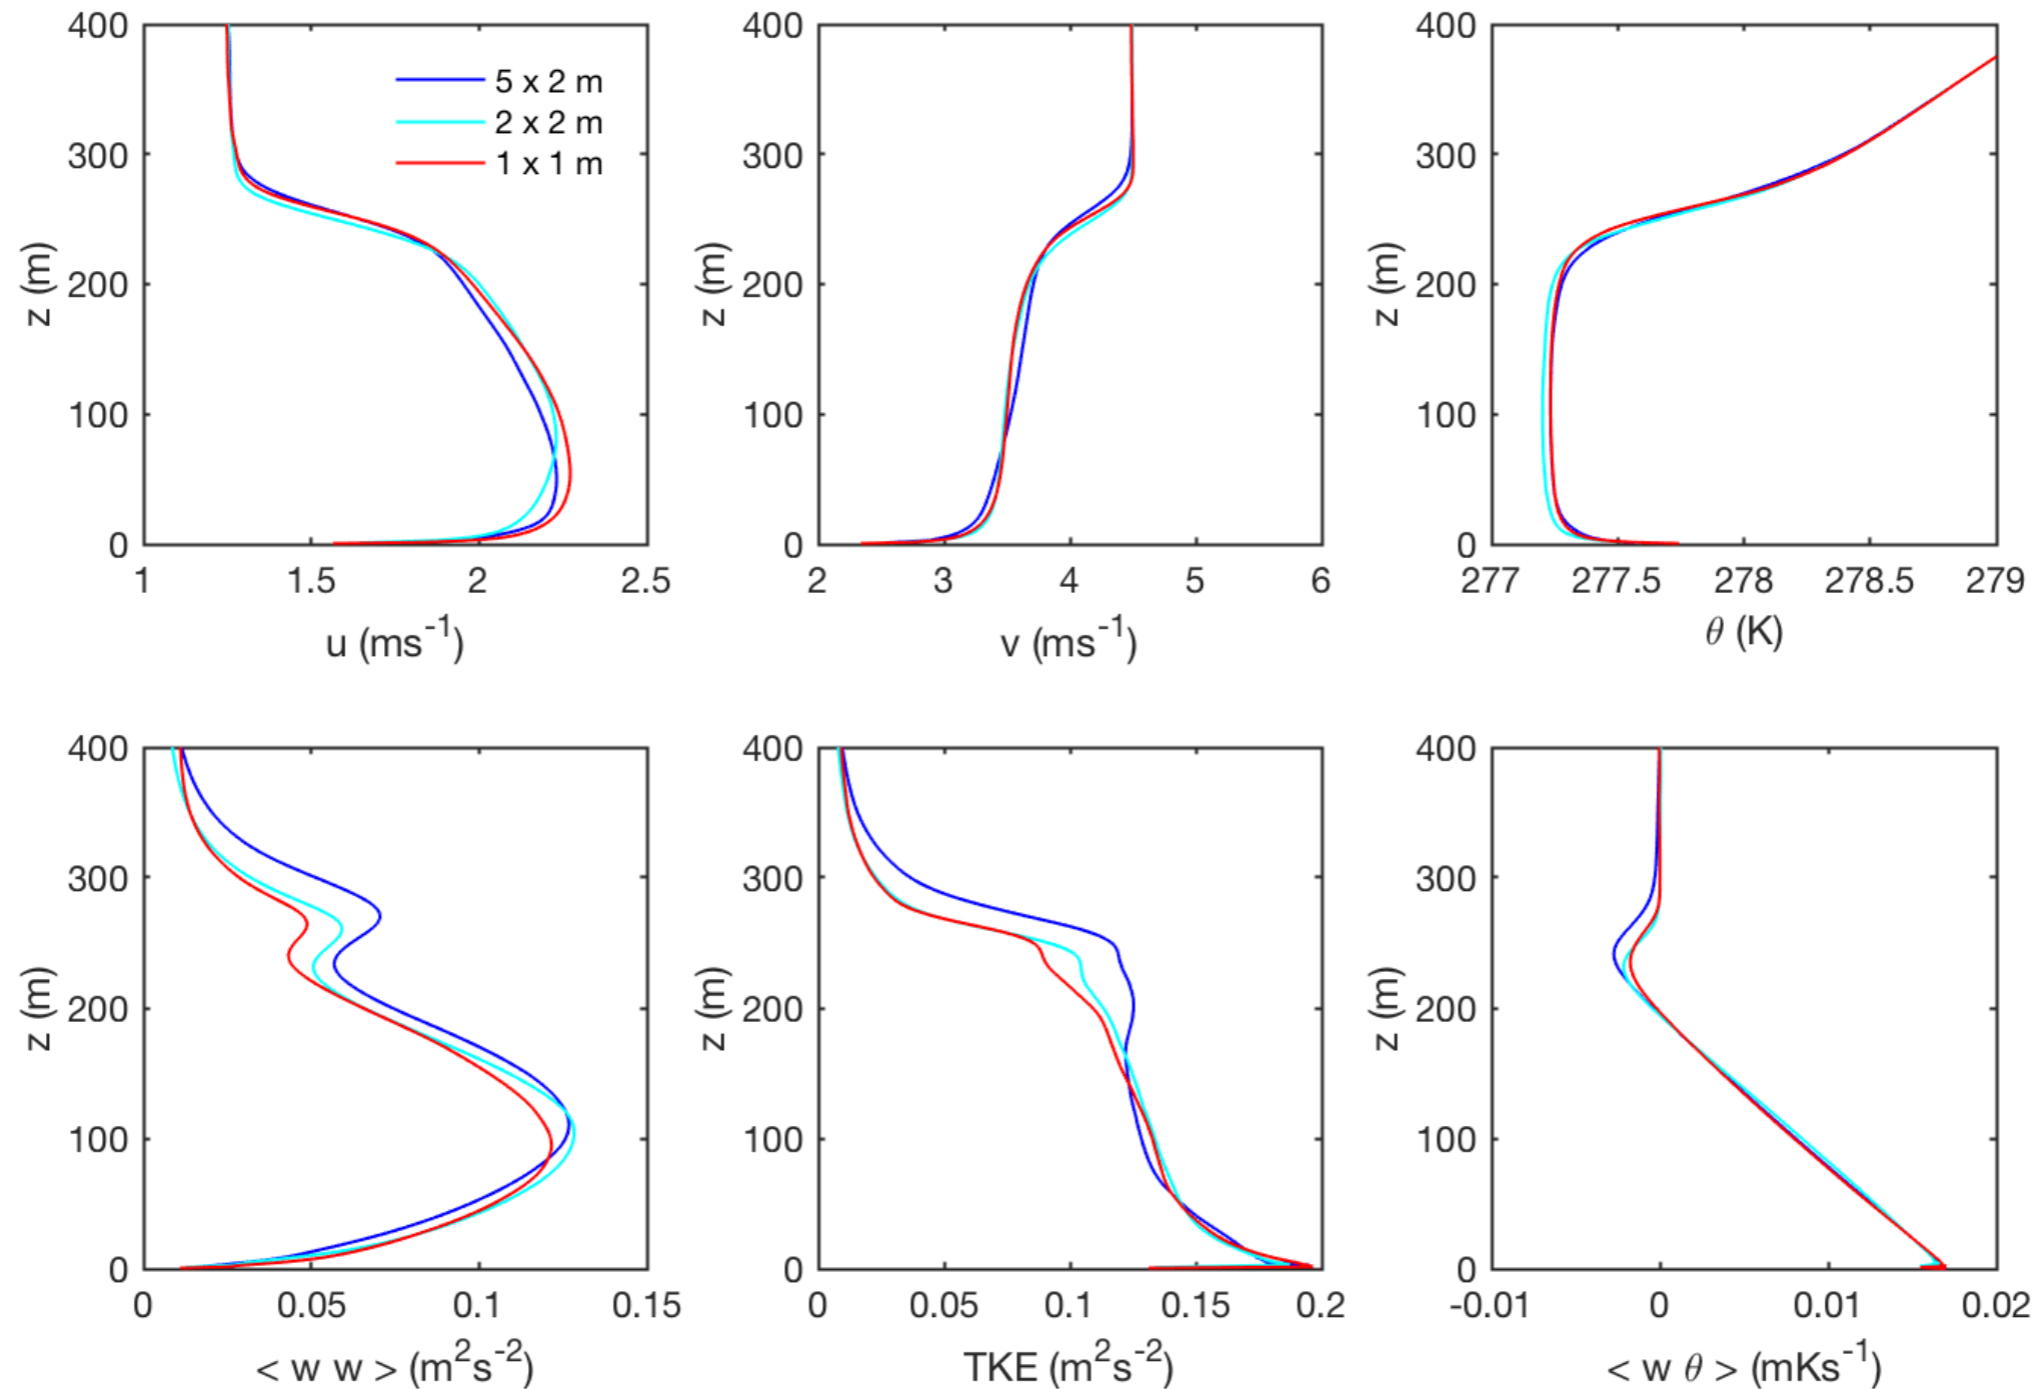 400
300
200
100
0
z (m)
1 1.5 2 2.5
u (ms⁻¹)
5 x 2 m
2 x 2 m
1 x 1 m
400
300
200
100
0
z (m)
2 3 4 5 6
v (ms⁻¹)
400
300
200
100
0
z (m)
277 277.5 278 278.5 279
θ (K)
400
300
200
100
0
z (m)
0 0.05 0.1 0.15
< w w > (m²s⁻²)
400
300
200
100
0
z (m)
0 0.05 0.1 0.15 0.2
TKE (m²s⁻²)
400
300
200
100
0
z (m)
-0.01 0 0.01 0.02
< w θ > (mKs⁻¹)